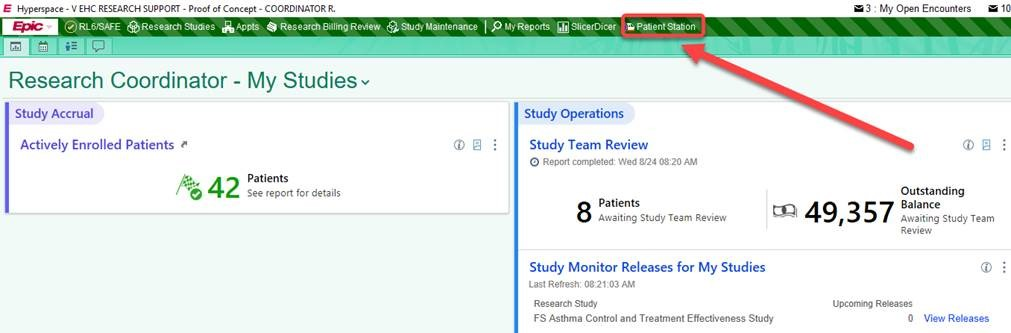 Hyperspace - V EHC RESEARCH SUPPORT - Proof of Concept - COORDINATOR R.
3 : My Open Encounters
10
Epic
RL6/SAFE
Research Studies
Appts
Research Billing Review
Study Maintenance
My Reports
SlicerDicer
Patient Station
Research Coordinator - My Studies
Study Accrual
Actively Enrolled Patients
42
Patients
See report for details
Study Operations
Study Team Review
Report completed: Wed 8/24 08:20 AM
8
Patients
Awaiting Study Team Review
49,357
Outstanding
Balance
Awaiting Study Team
Review
Study Monitor Releases for My Studies
Last Refresh: 08:21:03 AM
Research Study Upcoming Releases
FS Asthma Control and Treatment Effectiveness Study 0 View Releases